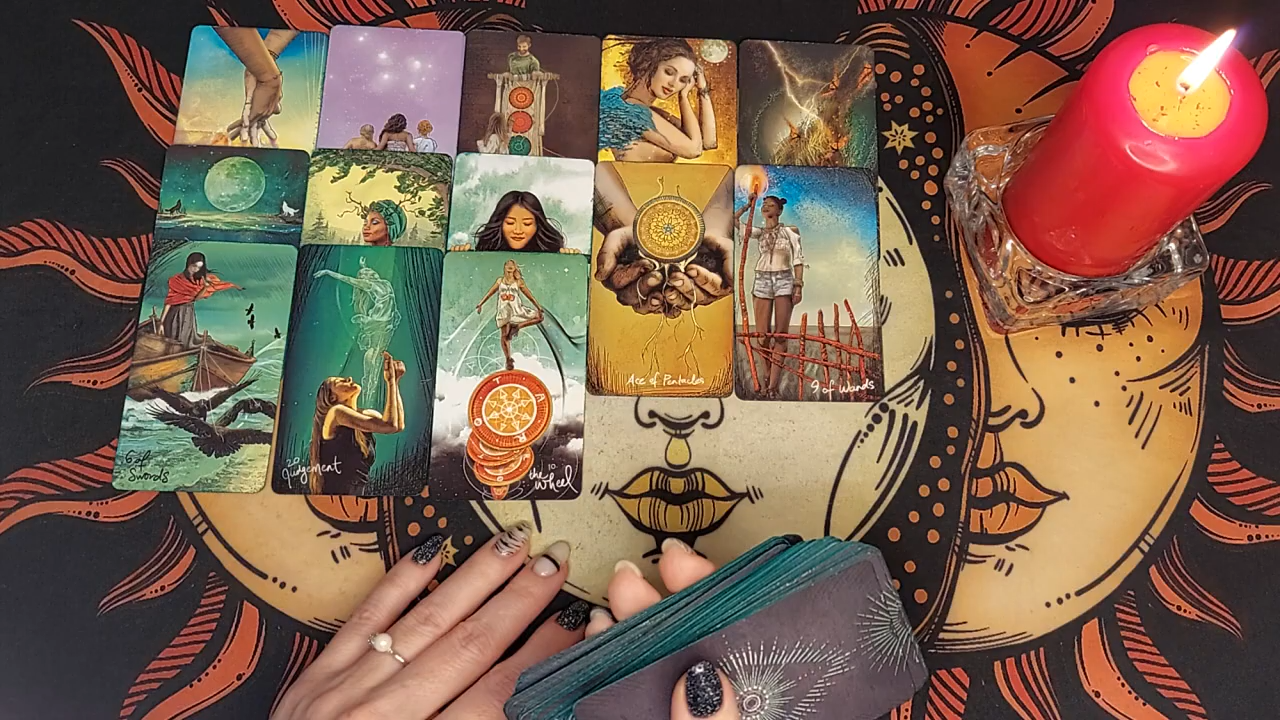 Ace of Pentacles
9 of Wands
6 of
Swords
20
Judgement
T
A
R
O
10
the
Wheel